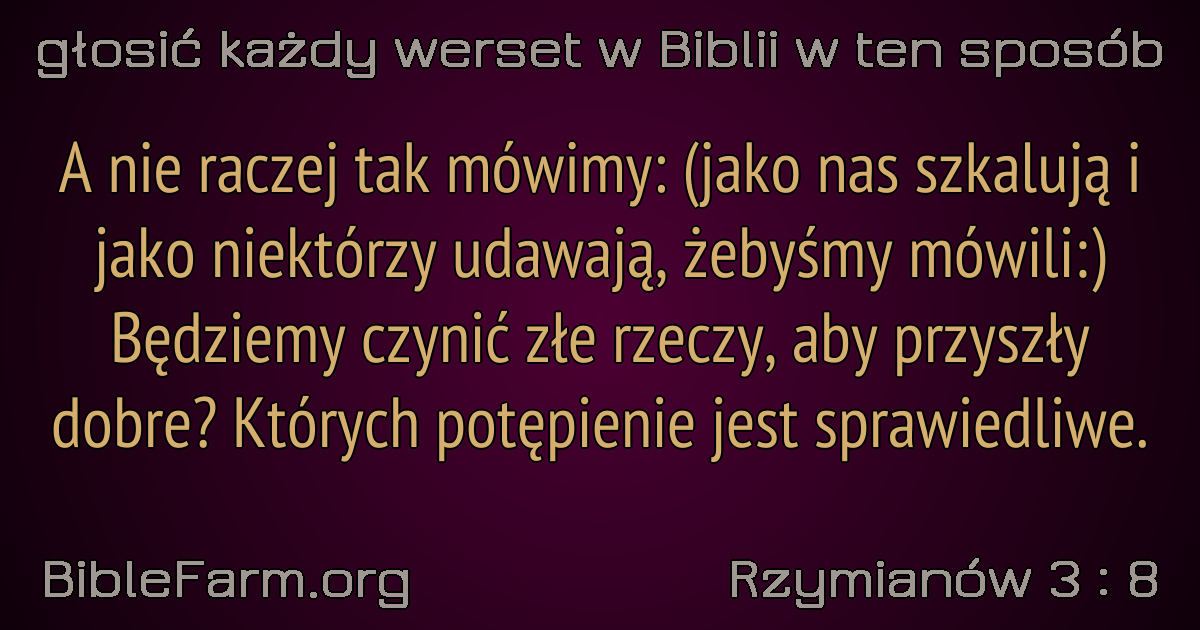 głosić każdy werset w Biblii w ten sposób
A nie raczej tak mówimy: (jako nas szkalują i
jako niektórzy udawają, żebyśmy mówili:)
Będziemy czynić złe rzeczy, aby przyszły
dobre? Których potępienie jest sprawiedliwe.
BibleFarm.org
Rzymianów 3 : 8